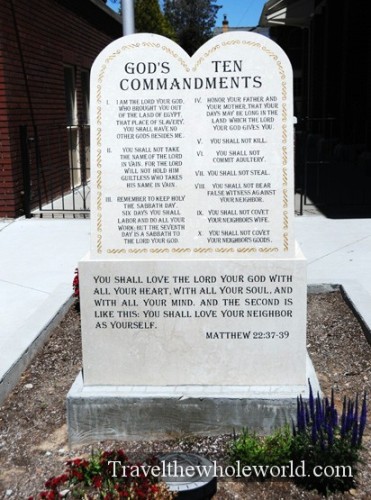 GOD'S TEN
COMMANDMENTS
I. I AM THE LORD YOUR GOD,
WHO BROUGHT YOU OUT
OF THE LAND OF EGYPT,
THAT PLACE OF SLAVERY.
YOU SHALL HAVE NO
OTHER GODS BESIDES ME.
II. YOU SHALL NOT TAKE
THE NAME OF THE LORD
IN VAIN. FOR THE LORD
WILL NOT HOLD HIM
GUILTLESS WHO TAKES
HIS NAME IN VAIN.
III. REMEMBER TO KEEP HOLY
THE SABBATH DAY.
SIX DAYS YOU SHALL
LABOR AND DO ALL YOUR
WORK; BUT THE SEVENTH
DAY IS A SABBATH TO
THE LORD YOUR GOD.
IV. HONOR YOUR FATHER AND
YOUR MOTHER, THAT YOUR
DAYS MAY BE LONG IN THE
LAND WHICH THE LORD
YOUR GOD GIVES YOU.
V. YOU SHALL NOT KILL.
VI. YOU SHALL NOT
COMMIT ADULTERY.
VII. YOU SHALL NOT STEAL.
VIII. YOU SHALL NOT BEAR
FALSE WITNESS AGAINST
YOUR NEIGHBOR.
IX. YOU SHALL NOT COVET
YOUR NEIGHBOR'S WIFE.
X. YOU SHALL NOT COVET
YOUR NEIGHBOR'S GOODS.
YOU SHALL LOVE THE LORD YOUR GOD WITH
ALL YOUR HEART, WITH ALL YOUR SOUL, AND
WITH ALL YOUR MIND. AND THE SECOND IS
LIKE THIS: YOU SHALL LOVE YOUR NEIGHBOR
AS YOURSELF.
MATTHEW 22:37-39
Travelthewholeworld.com